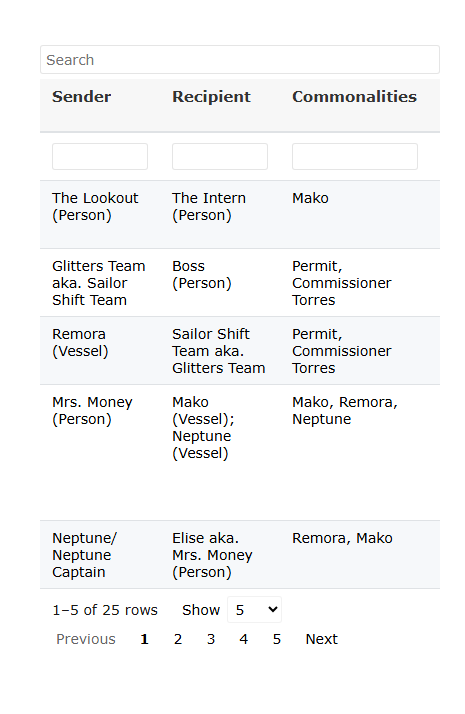 Search
Sender Recipient Commonalities
The Lookout The Intern Mako
(Person) (Person)
Glitters Team Boss Permit,
aka. Sailor (Person) Commissioner
Shift Team Torres
Remora Sailor Shift Permit,
(Vessel) Team aka. Commissioner
Glitters Team Torres
Mrs. Money Mako Mako, Remora,
(Person) (Vessel); Neptune
Neptune
(Vessel)
Neptune/ Elise aka. Remora, Mako
Neptune Mrs. Money
Captain (Person)
1–5 of 25 rows Show 5
Previous 1 2 3 4 5 Next